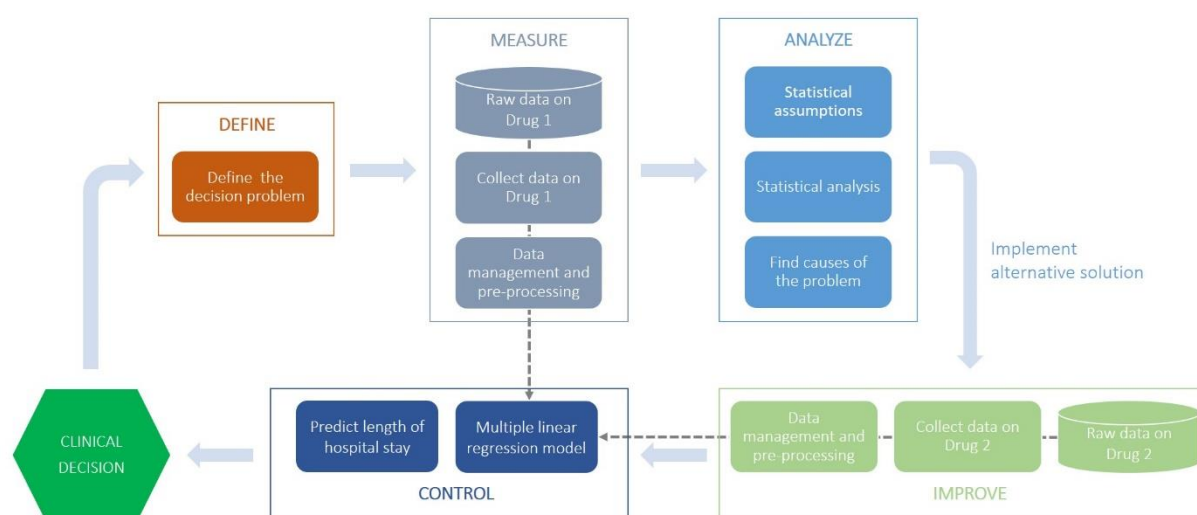 DEFINE
Define the
decision problem
MEASURE
Raw data on
Drug 1
Collect data on
Drug 1
Data
management and
pre-processing
ANALYZE
Statistical
assumptions
Statistical analysis
Find causes of
the problem
Implement
alternative solution
Data
management and
pre-processing
Collect data on
Drug 2
Raw data on
Drug 2
IMPROVE
Predict length of
hospital stay
Multiple linear
regression model
CONTROL
CLINICAL
DECISION